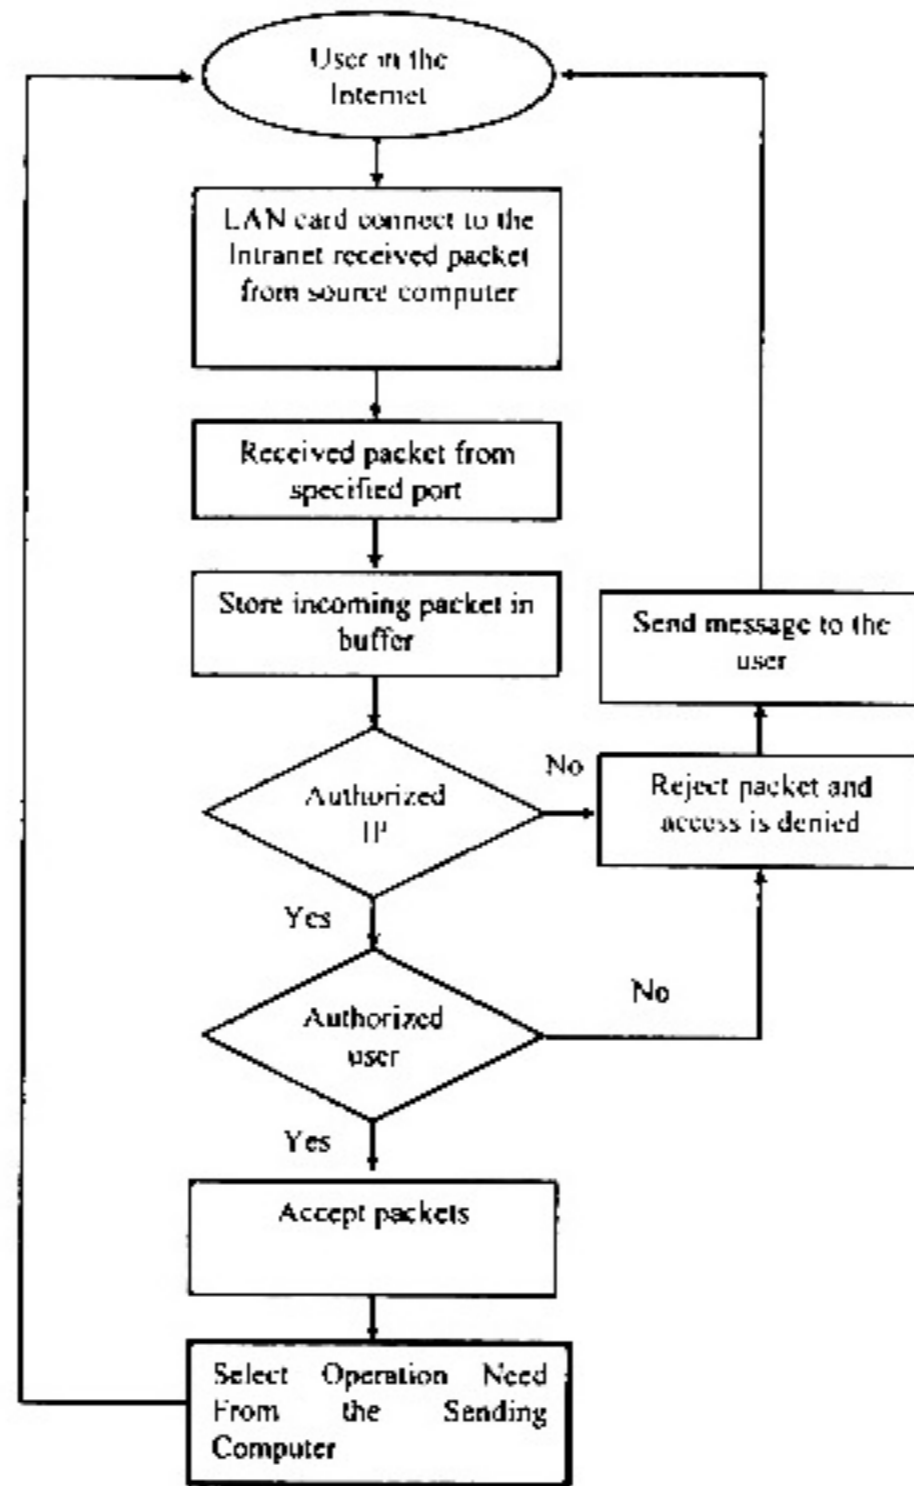 User in the
Internet
LAN card connect to the
Intranet received packet
from source computer
Received packet from
specified port
Store incoming packet in
buffer
Send message to the
user
No
Reject packet and
access is denied
Authorized
IP
Yes
No
Authorized
user
Yes
Accept packets
Select Operation Need
From the Sending
Computer